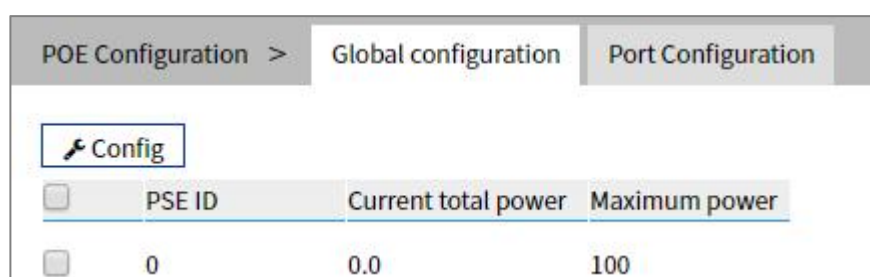 POE Configuration > Global configuration Port Configuration
Config
PSE ID Current total power Maximum power
0 0.0 100